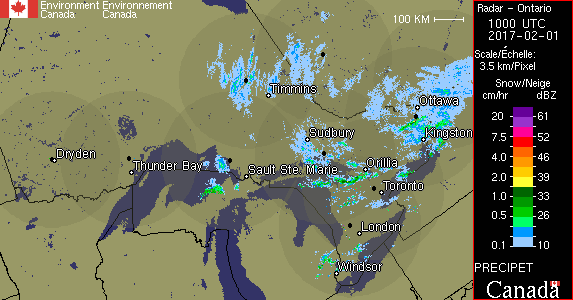 Environment Environnement
Canada Canada
100 KM
Timmins
Ottawa
Sudbury
Kingston
Dryden
Thunder Bay
Sault Ste. Marie
Orillia
Toronto
London
Windsor
Radar - Ontario
1000 UTC
2017-02-01
Scale/Échelle:
3.5 km/Pixel
Snow/Neige
cm/hr dBZ
20 61
7.5 52
4.0 46
2.0 39
1.0 33
0.5 26
0.1 10
PRECIPET
Canada